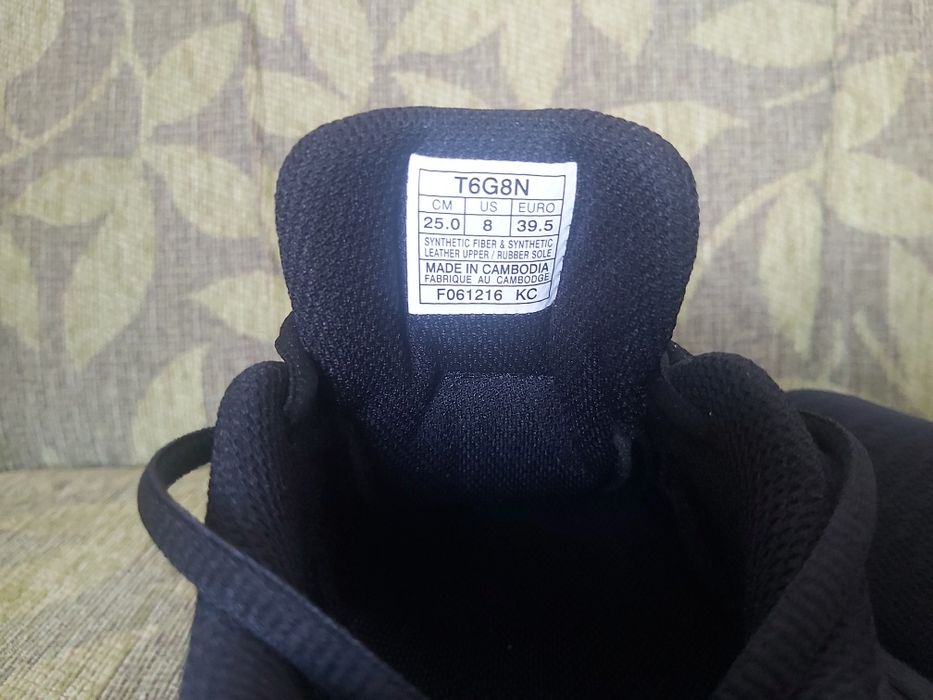 T6G8N
CM US EURO
25.0 8 39.5
SYNTHETIC FIBER & SYNTHETIC
LEATHER UPPER / RUBBER SOLE
MADE IN CAMBODIA
FABRIQUE AU CAMBODGE
F061216 KC